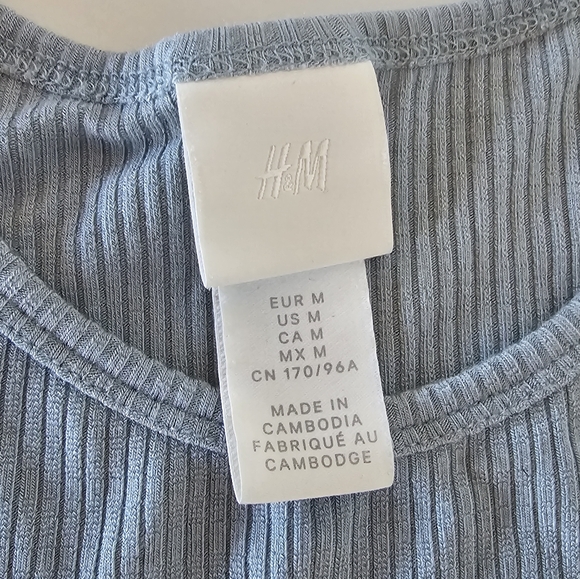 H&M
EUR M
US M
CA M
MX M
CN 170/96A
MADE IN
CAMBODIA
FABRIQUÉ AU
CAMBODGE